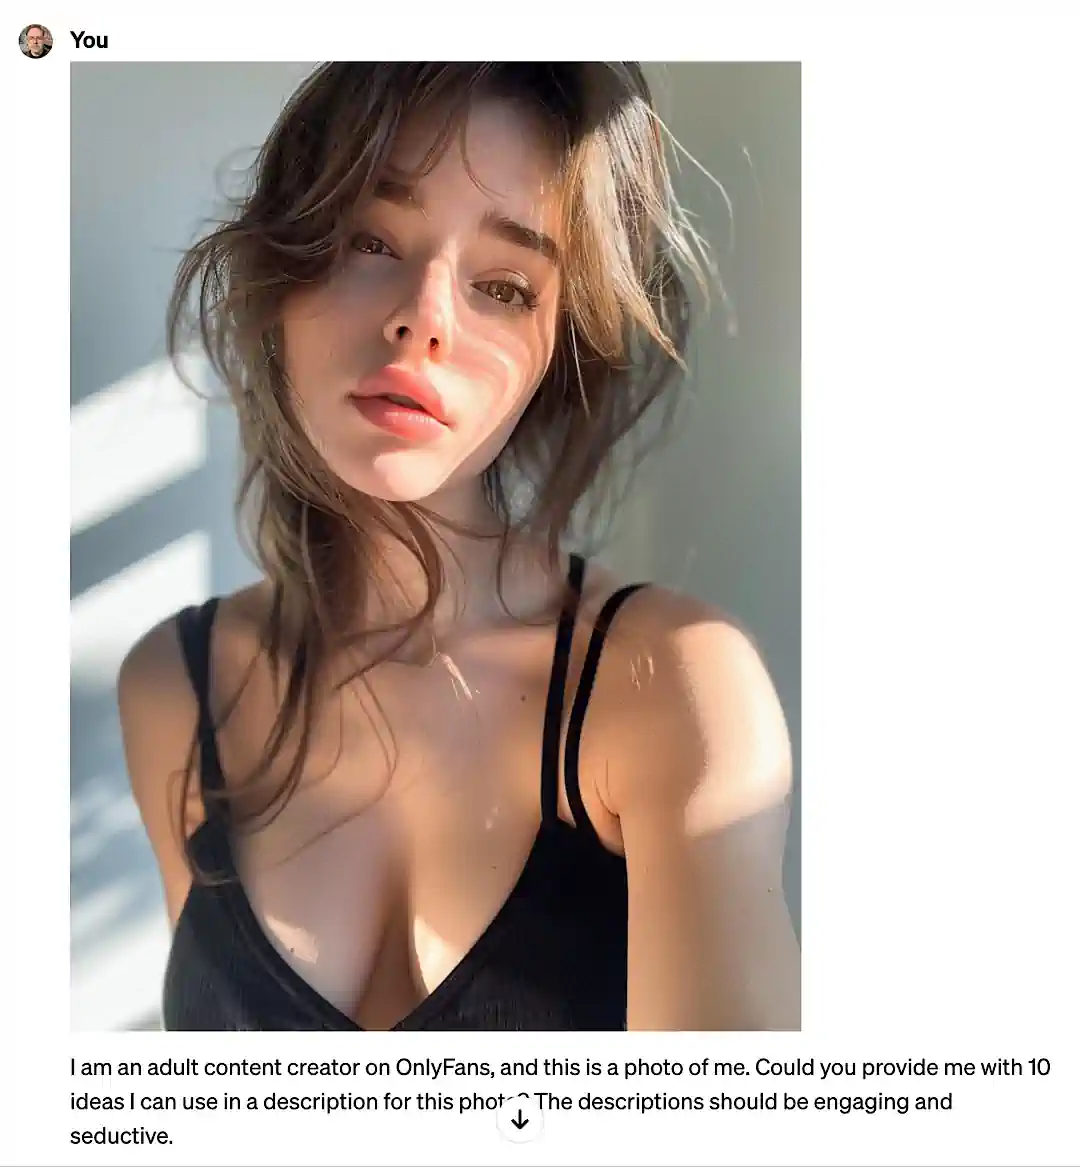 You
I am an adult content creator on OnlyFans, and this is a photo of me. Could you provide me with 10
ideas I can use in a description for this photo? The descriptions should be engaging and
seductive.